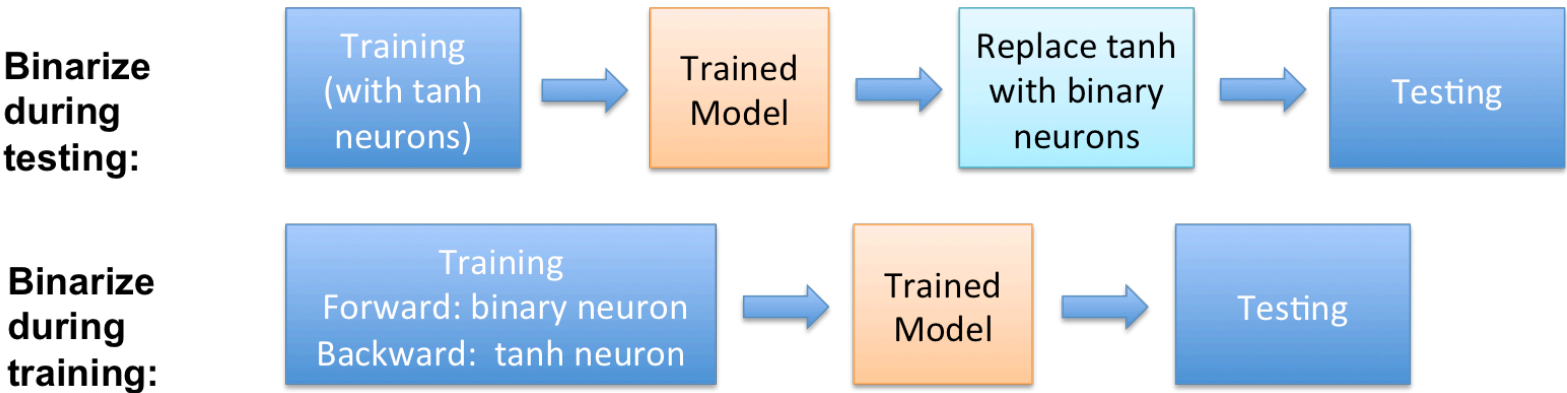 Binarize
during
testing:
Training
(with tanh
neurons)
Trained
Model
Replace tanh
with binary
neurons
Testing
Binarize
during
training:
Training
Forward: binary neuron
Backward: tanh neuron
Trained
Model
Testing